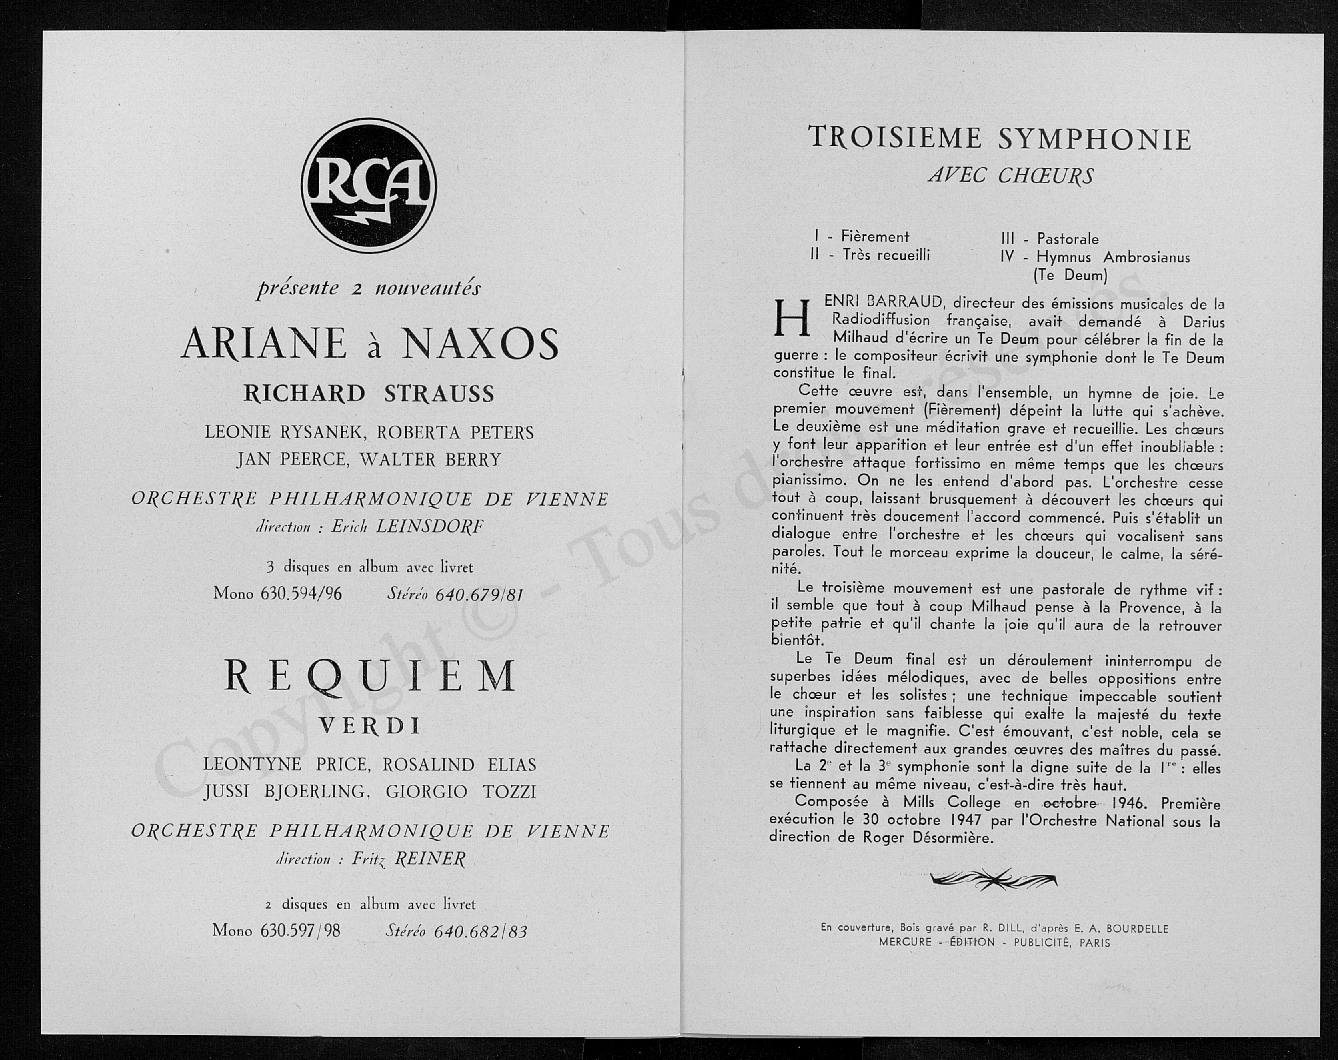 RCA
présente 2 nouveautés
ARIANE à NAXOS
RICHARD STRAUSS
LEONIE RYSANEK, ROBERTA PETERS
JAN PEERCE, WALTER BERRY
ORCHESTRE PHILHARMONIQUE DE VIENNE
direction : Erich LEINSDORF
3 disques en album avec livret
Mono 630.594/96 Stéréo 640.679/81
REQUIEM
VERDI
LEONTYNE PRICE, ROSALIND ELIAS
JUSSI BJOERLING, GIORGIO TOZZI
ORCHESTRE PHILHARMONIQUE DE VIENNE
direction : Fritz REINER
2 disques en album avec livret
Mono 630.597/98 Stéréo 640.682/83
TROISIEME SYMPHONIE
AVEC CHŒURS
I - Fièrement III - Pastorale
II - Très recueilli IV - Hymnus Ambrosianus
(Te Deum)
HENRI BARRAUD, directeur des émissions musicales de la
Radiodiffusion française, avait demandé à Darius
Milhaud d'écrire un Te Deum pour célébrer la fin de la
guerre : le compositeur écrivit une symphonie dont le Te Deum
constitue le final.
Cette œuvre est, dans l'ensemble, un hymne de joie. Le
premier mouvement (Fièrement) dépeint la lutte qui s'achève.
Le deuxième est une méditation grave et recueillie. Les chœurs
y font leur apparition et leur entrée est d'un effet inoubliable :
l'orchestre attaque fortissimo en même temps que les chœurs
pianissimo. On ne les entend d'abord pas. L'orchestre cesse
tout à coup, laissant brusquement à découvert les chœurs qui
continuent très doucement l'accord commencé. Puis s'établit un
dialogue entre l'orchestre et les chœurs qui vocalisent sans
paroles. Tout le morceau exprime la douceur, le calme, la séré-
nité.
Le troisième mouvement est une pastorale de rythme vif :
il semble que tout à coup Milhaud pense à la Provence, à la
petite patrie et qu'il chante la joie qu'il aura de la retrouver
bientôt.
Le Te Deum final est un déroulement ininterrompu de
superbes idées mélodiques, avec de belles oppositions entre
le chœur et les solistes ; une technique impeccable soutient
une inspiration sans faiblesse qui exalte la majesté du texte
liturgique et le magnifie. C'est émouvant, c'est noble, cela se
rattache directement aux grandes œuvres des maîtres du passé.
La 2e et la 3e symphonie sont la digne suite de la 1re : elles
se tiennent au même niveau, c'est-à-dire très haut.
Composée à Mills College en octobre 1946. Première
exécution le 30 octobre 1947 par l'Orchestre National sous la
direction de Roger Désormière.
En couverture, Bois gravé par R. DILL, d'après E. A. BOURDELLE
MERCURE - ÉDITION - PUBLICITÉ, PARIS
Copyright © - Tous droits réservés.